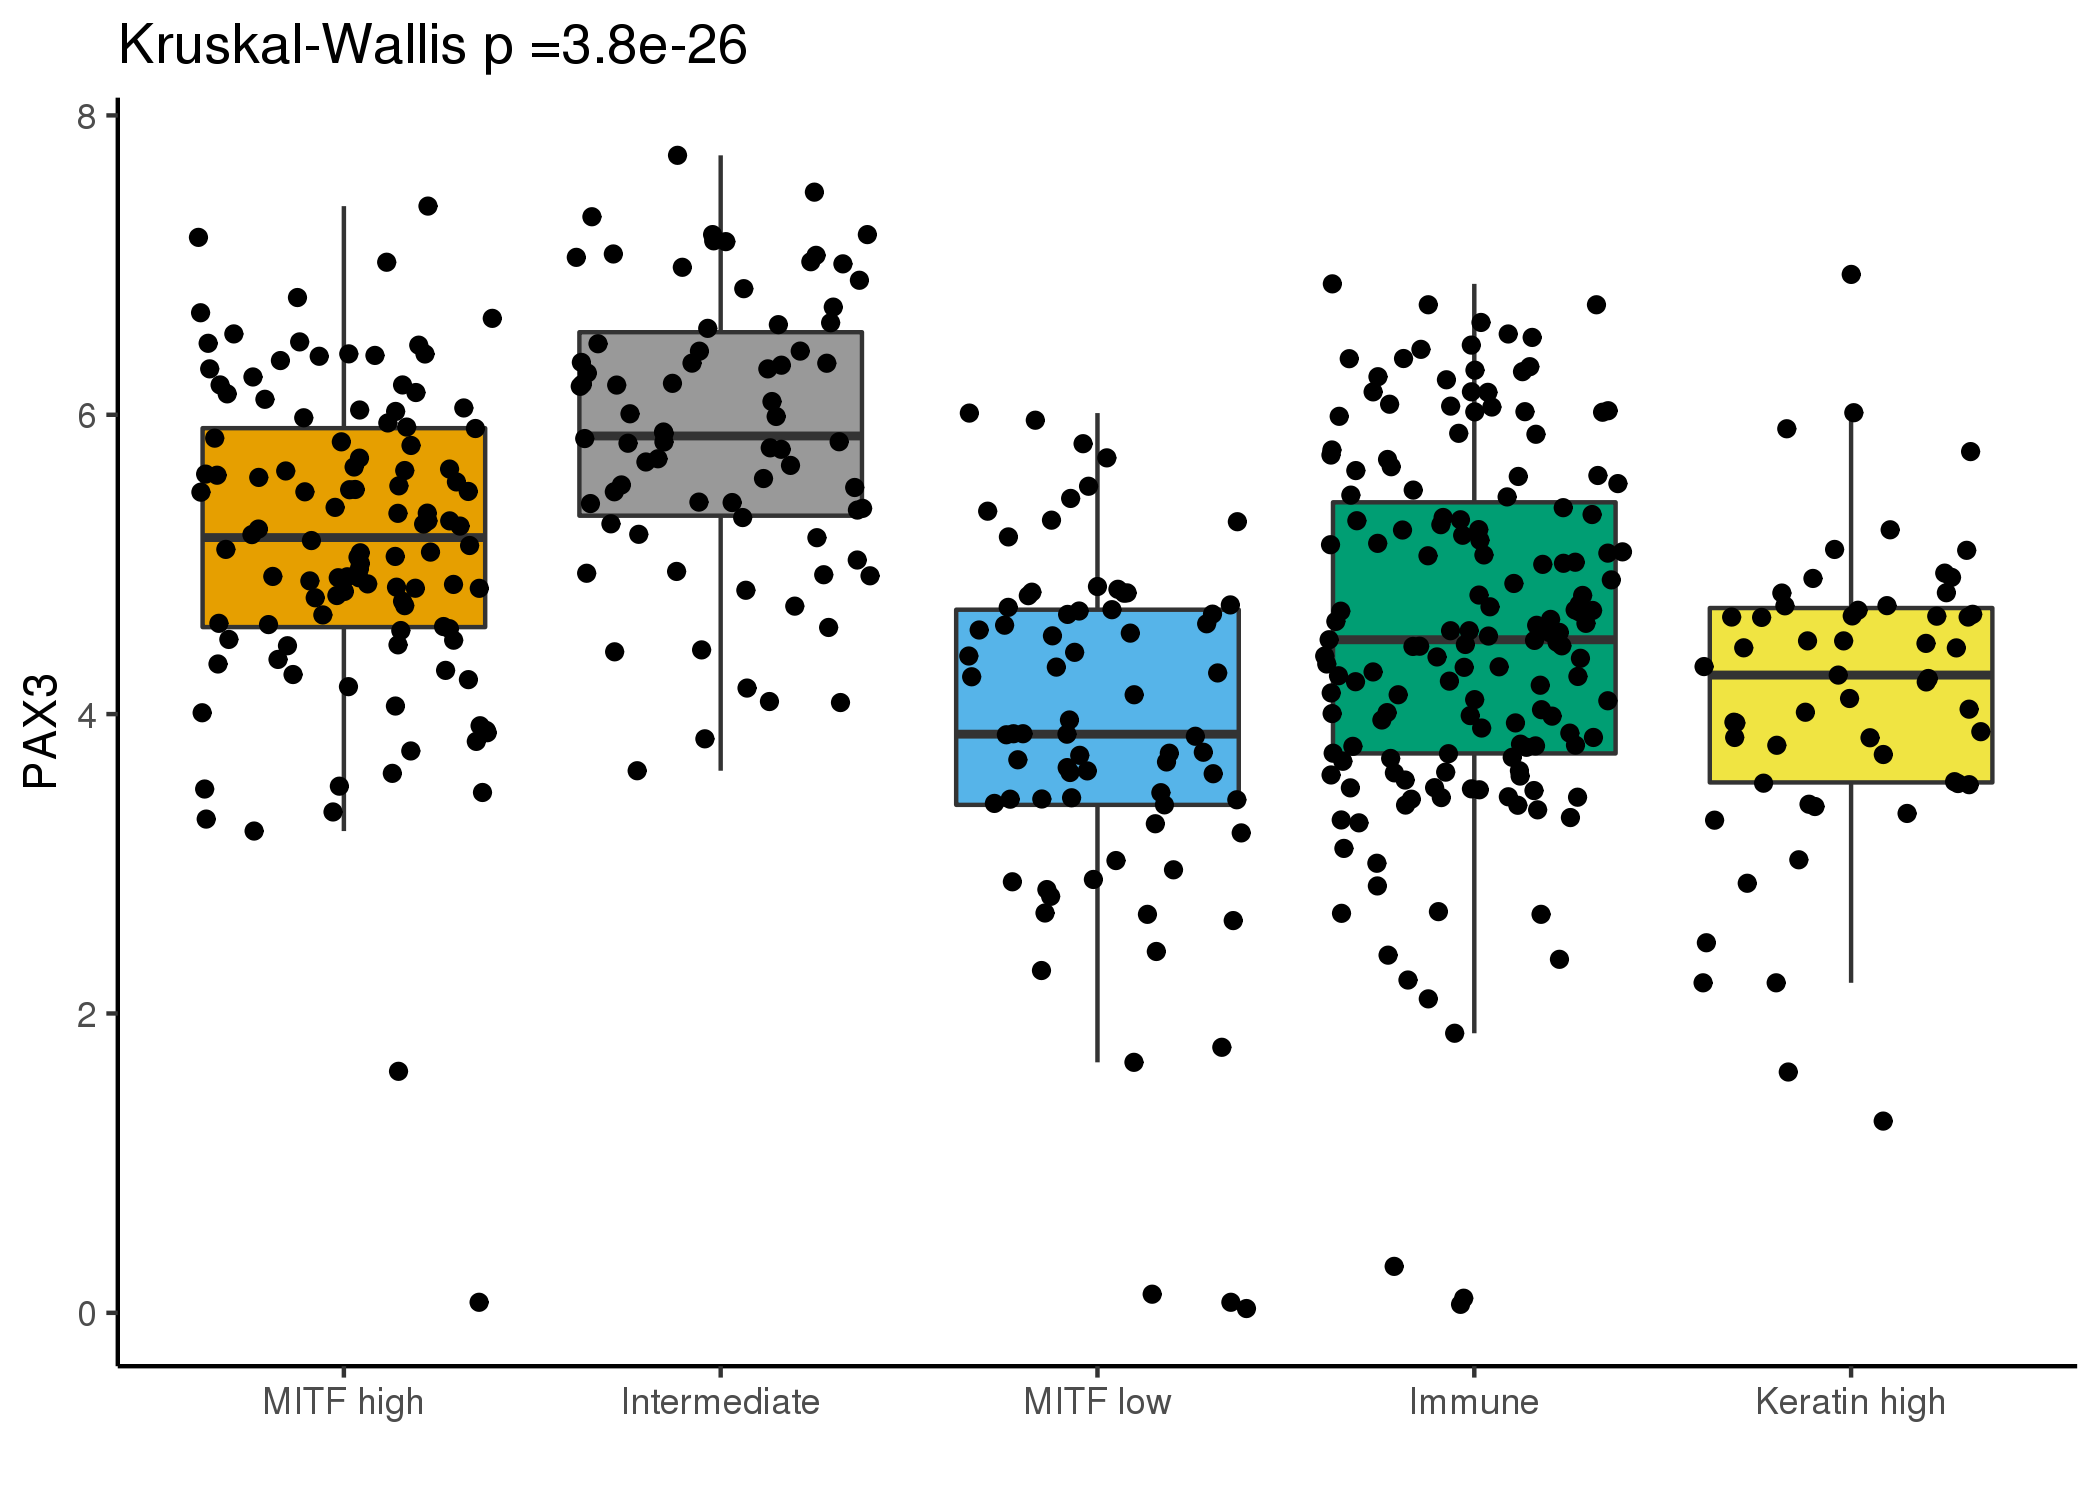 Kruskal-Wallis p =3.8e-26
PAX3
8
6
4
2
0
MITF high
Intermediate
MITF low
Immune
Keratin high